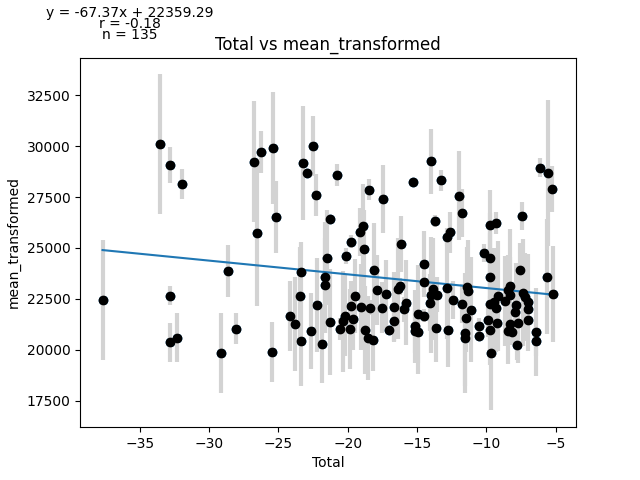 y = -67.37x + 22359.29
r = -0.18
n = 135
Total vs mean_transformed
32500
30000
27500
25000
22500
20000
17500
mean_transformed
−35 −30 −25 −20 −15 −10 −5
Total